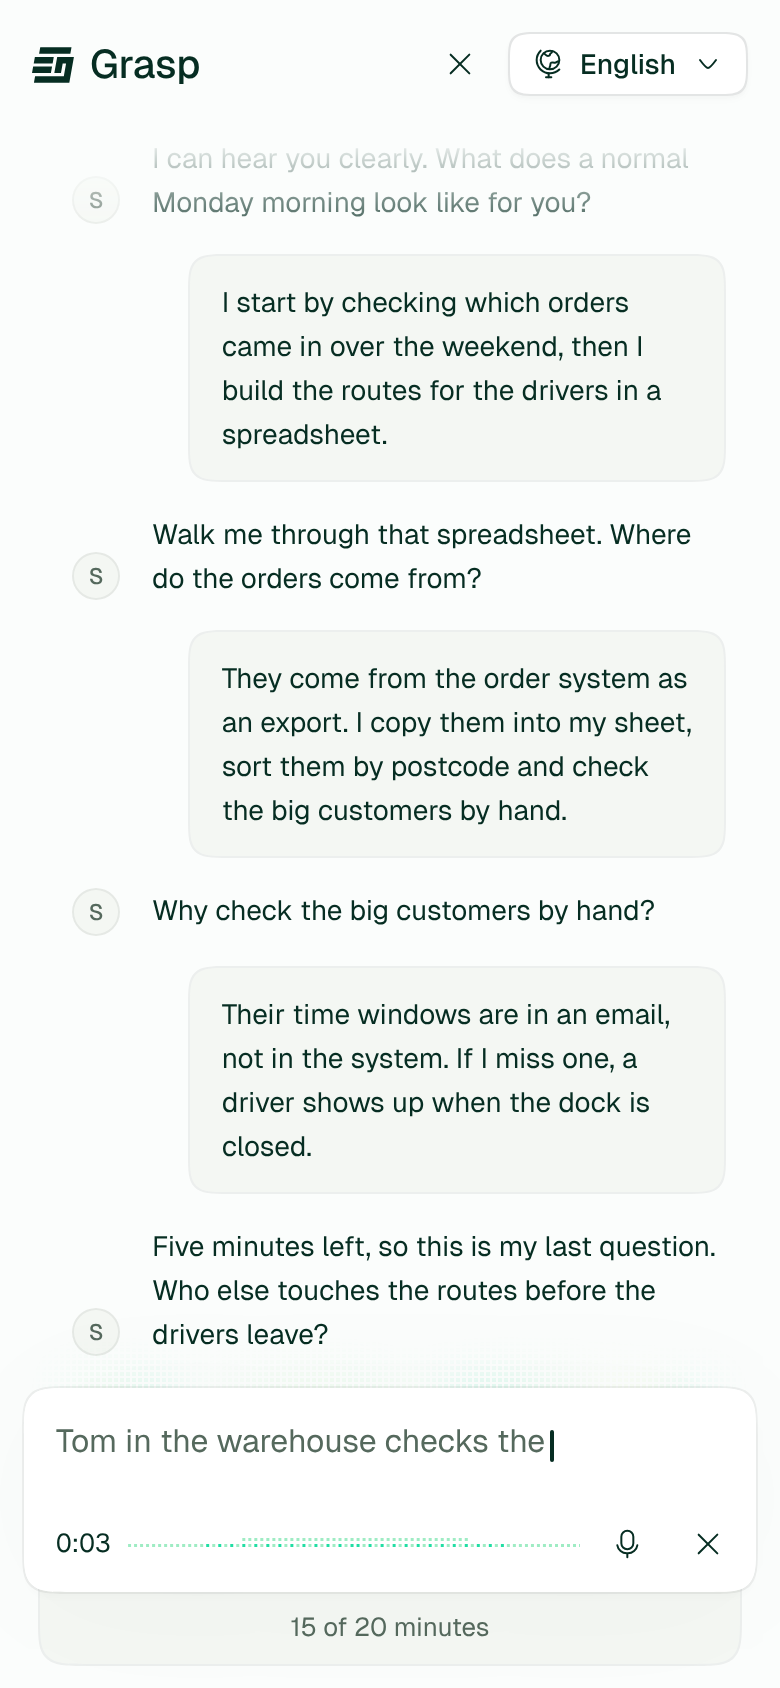 Grasp
English
I can hear you clearly. What does a normal
S
Monday morning look like for you?
I start by checking which orders
came in over the weekend, then I
build the routes for the drivers in a
spreadsheet.
Walk me through that spreadsheet. Where
S
do the orders come from?
They come from the order system as
an export. I copy them into my sheet,
sort them by postcode and check
the big customers by hand.
S
Why check the big customers by hand?
Their time windows are in an email,
not in the system. If I miss one, a
driver shows up when the dock is
closed.
Five minutes left, so this is my last question.
Who else touches the routes before the
S
drivers leave?
Tom in the warehouse checks the
0:03
15 of 20 minutes